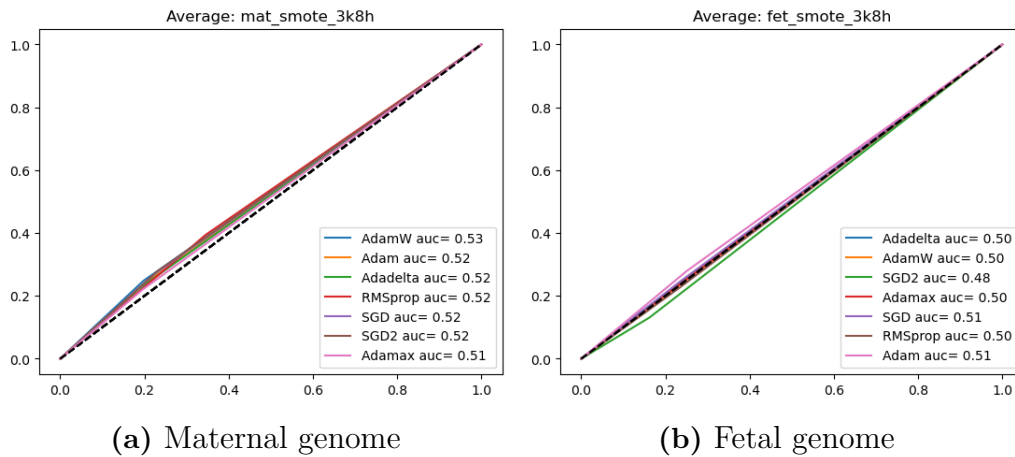 Average: mat_smote_3k8h
1.0
0.8
0.6
0.4
0.2
0.0
0.0 0.2 0.4 0.6 0.8 1.0
AdamW auc= 0.53
Adam auc= 0.52
Adadelta auc= 0.52
RMSprop auc= 0.52
SGD auc= 0.52
SGD2 auc= 0.52
Adamax auc= 0.51
(a) Maternal genome
Average: fet_smote_3k8h
1.0
0.8
0.6
0.4
0.2
0.0
0.0 0.2 0.4 0.6 0.8 1.0
Adadelta auc= 0.50
AdamW auc= 0.50
SGD2 auc= 0.48
Adamax auc= 0.50
SGD auc= 0.51
RMSprop auc= 0.50
Adam auc= 0.51
(b) Fetal genome